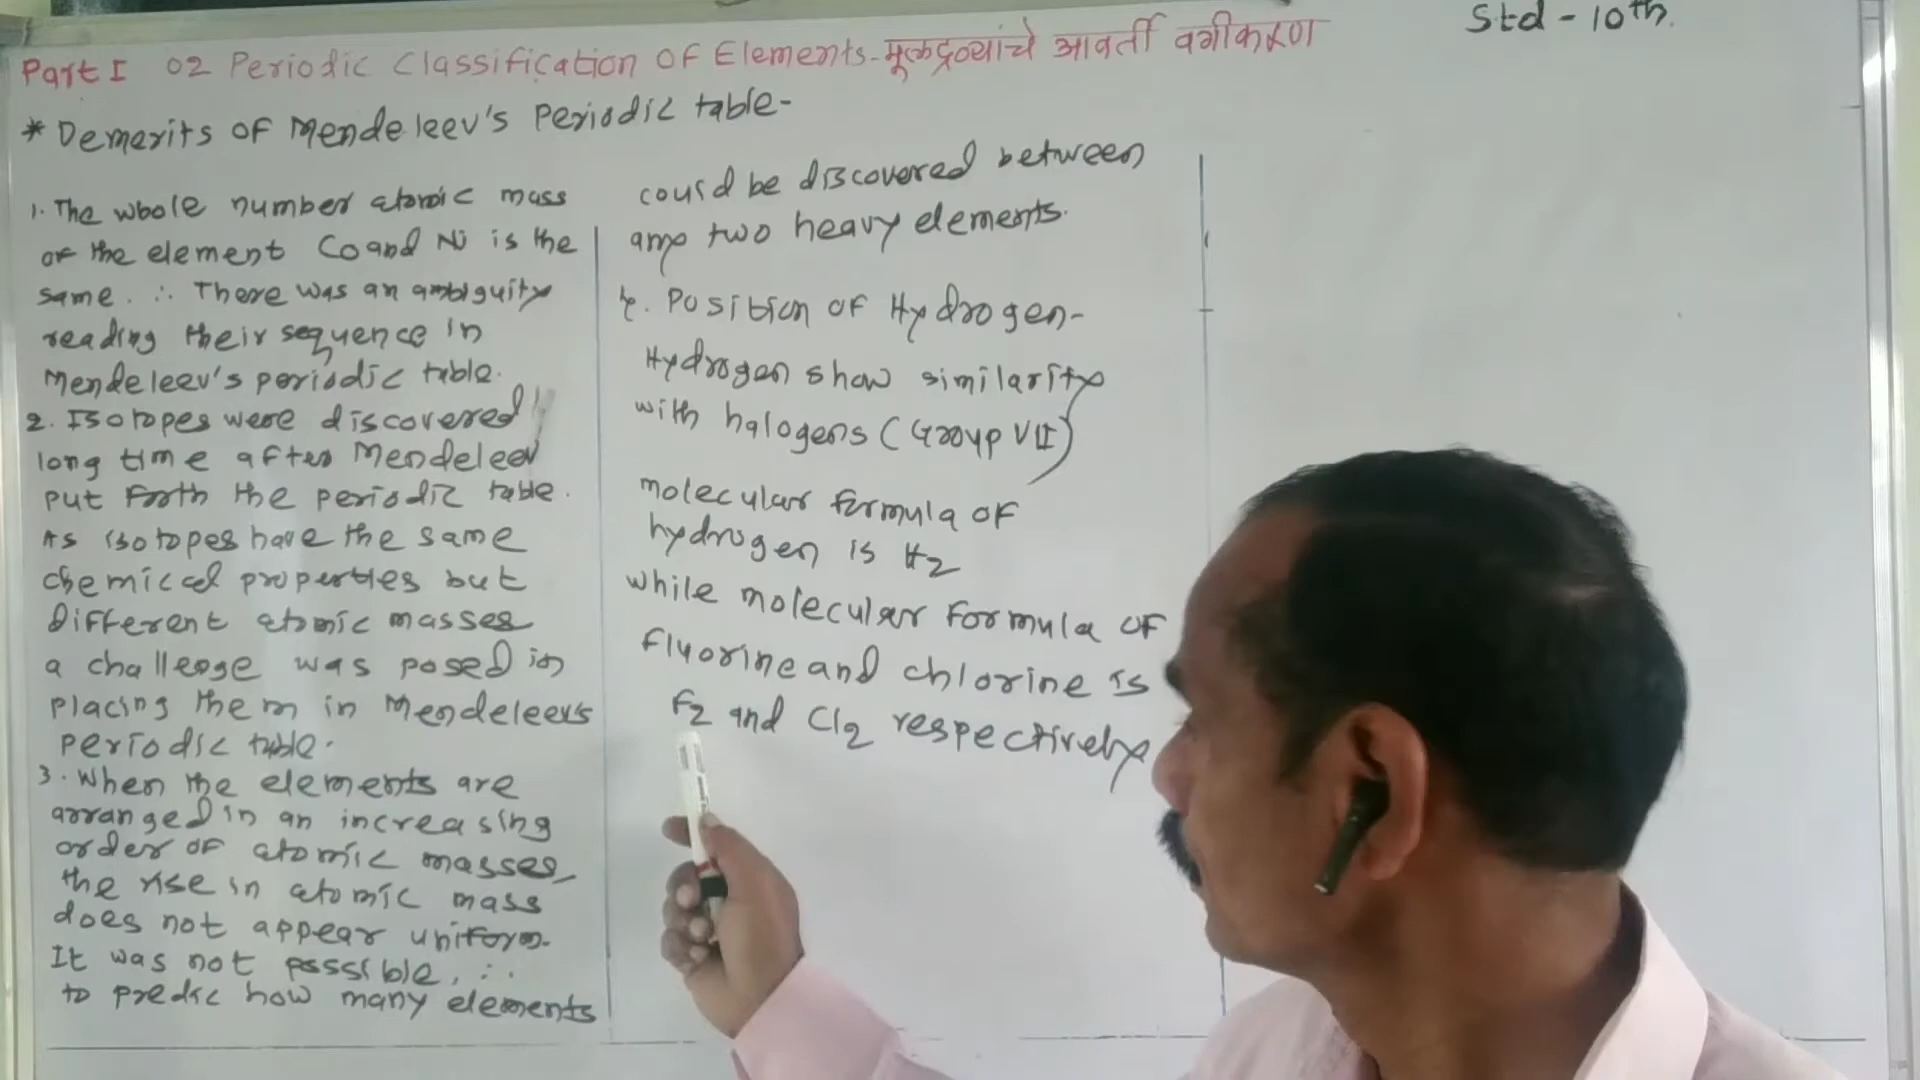 Std - 10th.
Part I 02 Periodic Classification OF Elements-मूलद्रव्यांचे आवर्ती वर्गीकरण
* Demerits of Mendeleev's Periodic table-
1. The whole number atomic mass
of the element Co and Ni is the
same. ∴ There was an ambiguity
reading their sequence in
Mendeleev's periodic table.
2. Isotopes were discovered
long time after Mendeleev
put forth the periodic table.
As isotopes have the same
chemical properties but
different atomic masses
a challenge was posed in
placing them in Mendeleev's
periodic table.
3. When the elements are
arranged in an increasing
order of atomic masses,
the rise in atomic mass
does not appear uniform.
It was not possible, ∴
to predic how many elements
could be discovered between
any two heavy elements.
4. Position of Hydrogen-
Hydrogen show similarity
with halogens (Group VII)
molecular formula of
hydrogen is H2
while molecular formula of
fluorine and chlorine is
F2 and Cl2 respectively